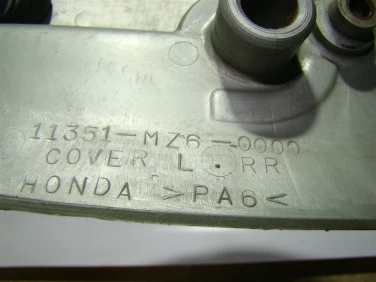 11351-MZ6-0000
COVER, L. RR
HONDA >PA6<